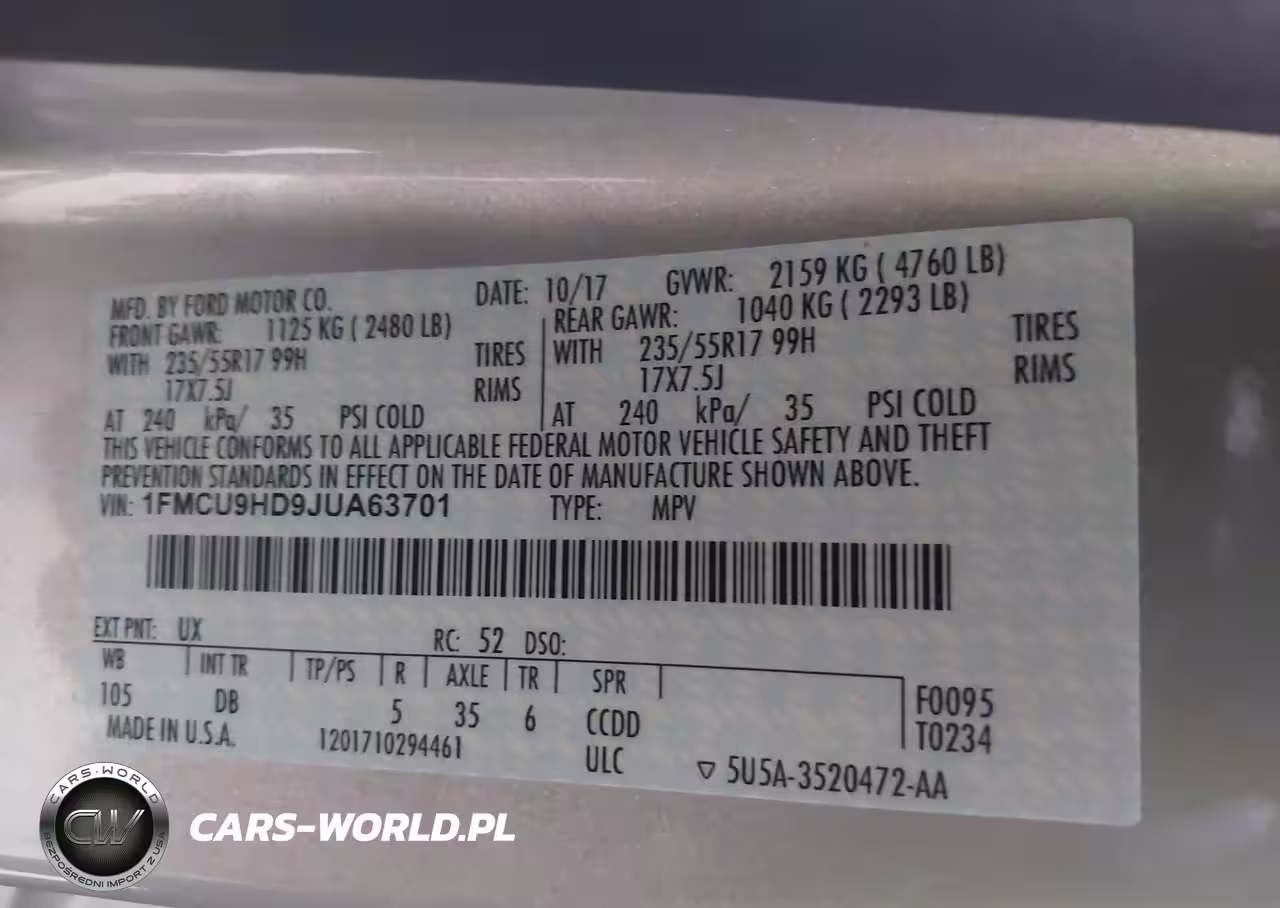 MFD. BY FORD MOTOR CO. DATE: 10/17 GVWR: 2159 KG ( 4760 LB)
FRONT GAWR: 1125 KG ( 2480 LB) REAR GAWR: 1040 KG ( 2293 LB)
WITH 235/55R17 99H TIRES WITH 235/55R17 99H TIRES
17X7.5J RIMS 17X7.5J RIMS
AT 240 kPa/ 35 PSI COLD AT 240 kPa/ 35 PSI COLD
THIS VEHICLE CONFORMS TO ALL APPLICABLE FEDERAL MOTOR VEHICLE SAFETY AND THEFT
PREVENTION STANDARDS IN EFFECT ON THE DATE OF MANUFACTURE SHOWN ABOVE.
VIN: 1FMCU9HD9JUA63701 TYPE: MPV
EXT PNT: UX RC: 52 DSO:
WB INT TR TP/PS R AXLE TR SPR
105 DB 5 35 6 CCDD F0095
MADE IN U.S.A. 1201710294461 ULC T0234
▽ 5U5A-3520472-AA
CARS-WORLD
CW
BEZPOŚREDNI IMPORT Z USA
CARS-WORLD.PL